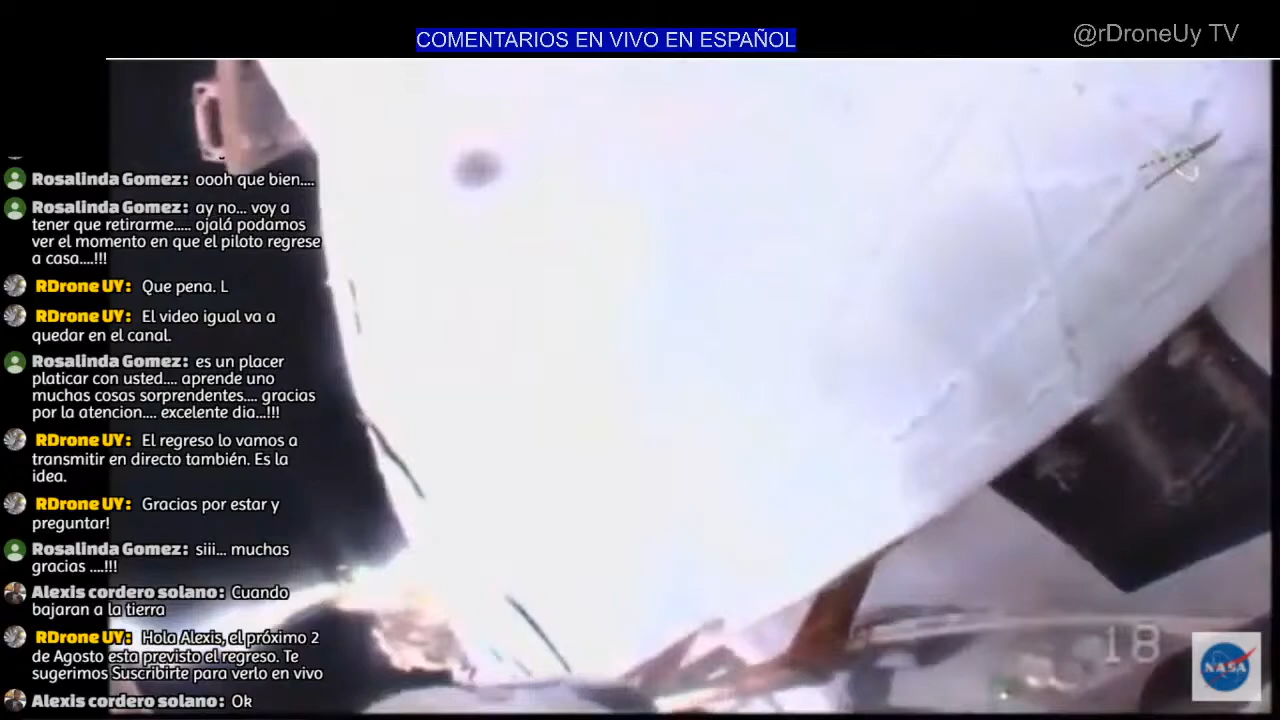 COMENTARIOS EN VIVO EN ESPAÑOL
@rDroneUy TV
Rosalinda Gomez: oooh que bien....
Rosalinda Gomez: ay no... voy a
tener que retirarme..... ojalá podamos
ver el momento en que el piloto regrese
a casa....!!!
RDrone UY: Que pena. L
RDrone UY: El video igual va a
quedar en el canal.
Rosalinda Gomez: es un placer
platicar con usted.... aprende uno
muchas cosas sorprendentes.... gracias
por la atencion.... excelente dia...!!!
RDrone UY: El regreso lo vamos a
transmitir en directo también. Es la
idea.
RDrone UY: Gracias por estar y
preguntar!
Rosalinda Gomez: siii... muchas
gracias ....!!!
Alexis cordero solano: Cuando
bajaran a la tierra
RDrone UY: Hola Alexis, el próximo 2
de Agosto esta previsto el regreso. Te
sugerimos Suscribirte para verlo en vivo
Alexis cordero solano: Ok
18
NASA